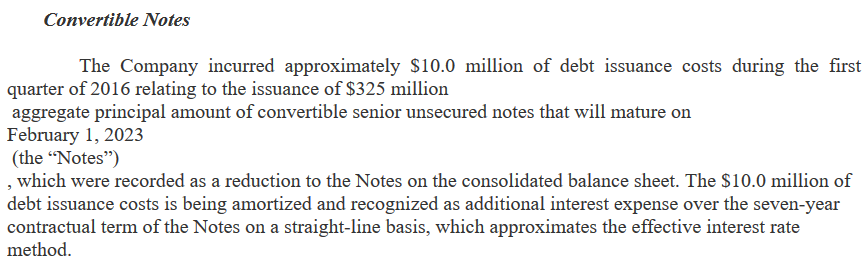 Convertible Notes
The Company incurred approximately $10.0 million of debt issuance costs during the first
quarter of 2016 relating to the issuance of $325 million
aggregate principal amount of convertible senior unsecured notes that will mature on
February 1, 2023
(the “Notes”)
, which were recorded as a reduction to the Notes on the consolidated balance sheet. The $10.0 million of
debt issuance costs is being amortized and recognized as additional interest expense over the seven-year
contractual term of the Notes on a straight-line basis, which approximates the effective interest rate
method.